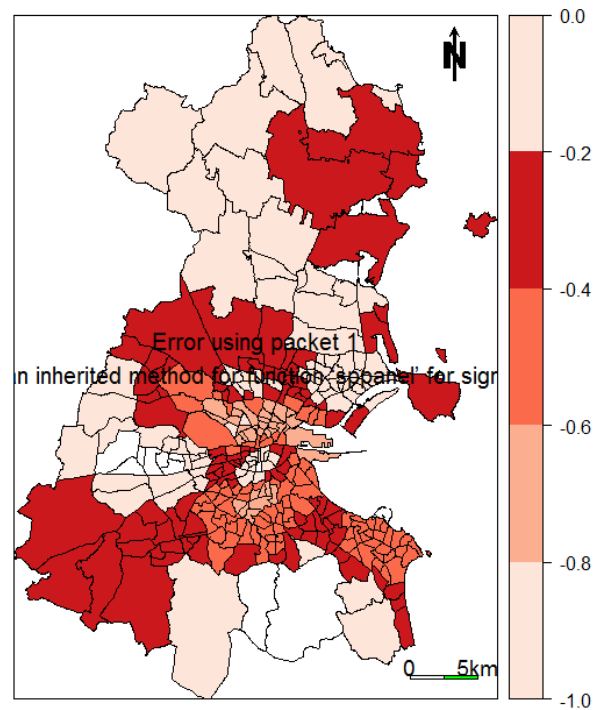 N
0.0
-0.2
Error using packet 1
n inherited method for function 'sppanel' for sigr
-0.4
-0.6
-0.8
0 5km
-1.0